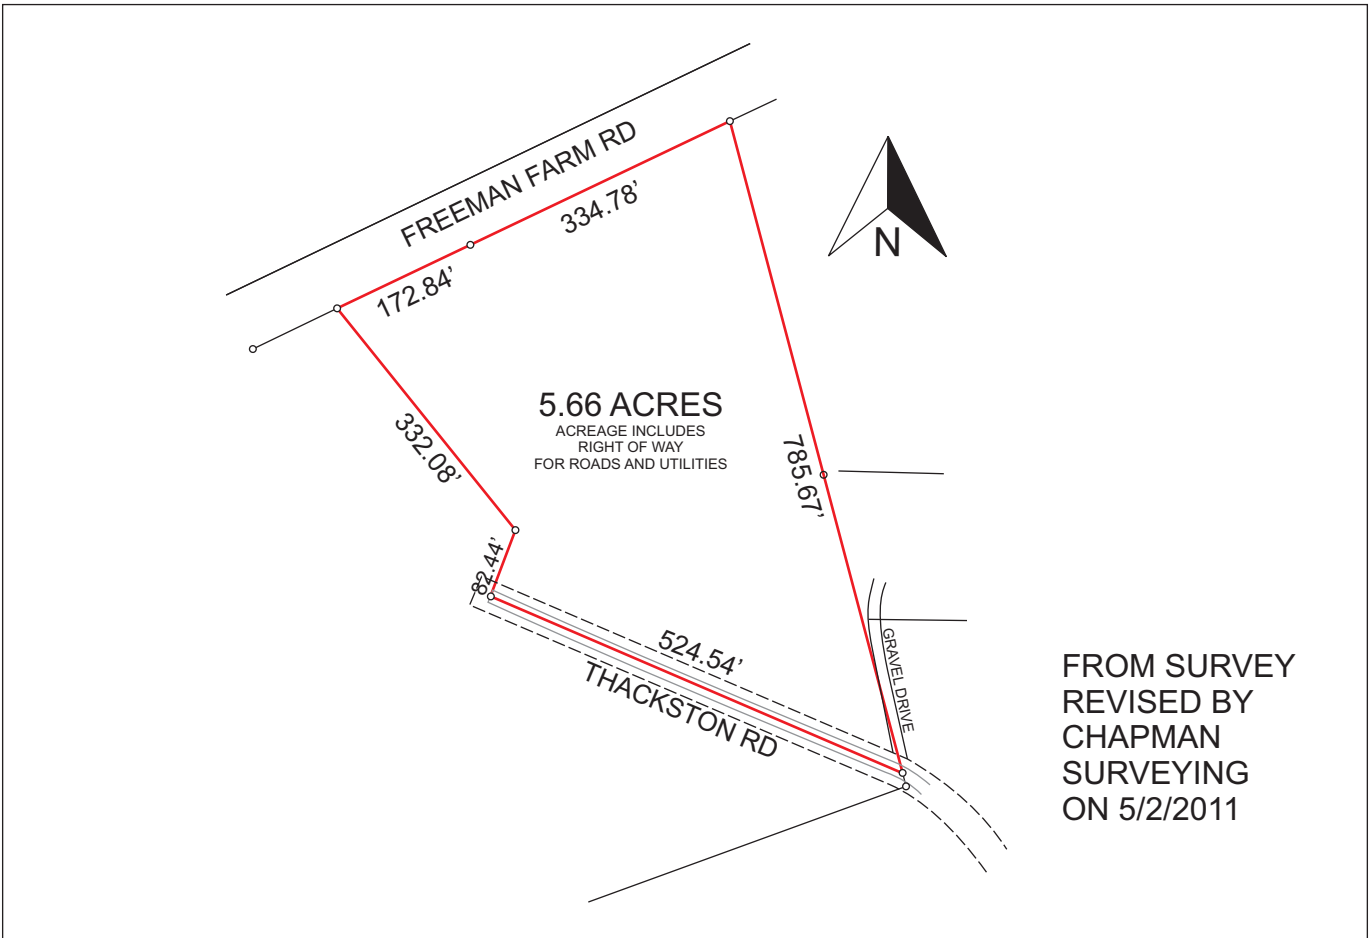 FREEMAN FARM RD
334.78’
172.84’
N
5.66 ACRES
ACREAGE INCLUDES
RIGHT OF WAY
FOR ROADS AND UTILITIES
332.08’
785.67’
82.44’
524.54’
THACKSTON RD
GRAVEL DRIVE
FROM SURVEY
REVISED BY
CHAPMAN
SURVEYING
ON 5/2/2011